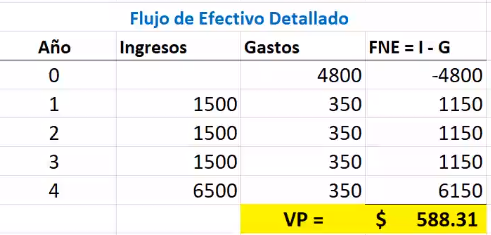 Flujo de Efectivo Detallado
Año Ingresos Gastos FNE = I - G
0 4800 -4800
1 1500 350 1150
2 1500 350 1150
3 1500 350 1150
4 6500 350 6150
VP = $ 588.31